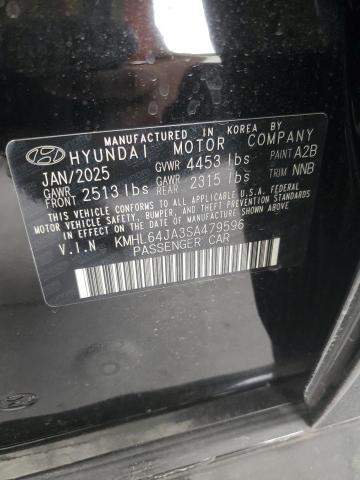 MANUFACTURED IN KOREA BY
HYUNDAI MOTOR COMPANY
JAN/2025 GVWR 4453 lbs PAINT A2B
GAWR FRONT 2513 lbs GAWR REAR 2315 lbs TRIM NNB
THIS VEHICLE CONFORMS TO ALL APPLICABLE U.S.A. FEDERAL
MOTOR VEHICLE SAFETY, BUMPER, AND THEFT PREVENTION
STANDARDS IN EFFECT ON THE DATE OF MANUFACTURE SHOWN ABOVE.
V.I.N KMHL64JA3SA479596
PASSENGER CAR